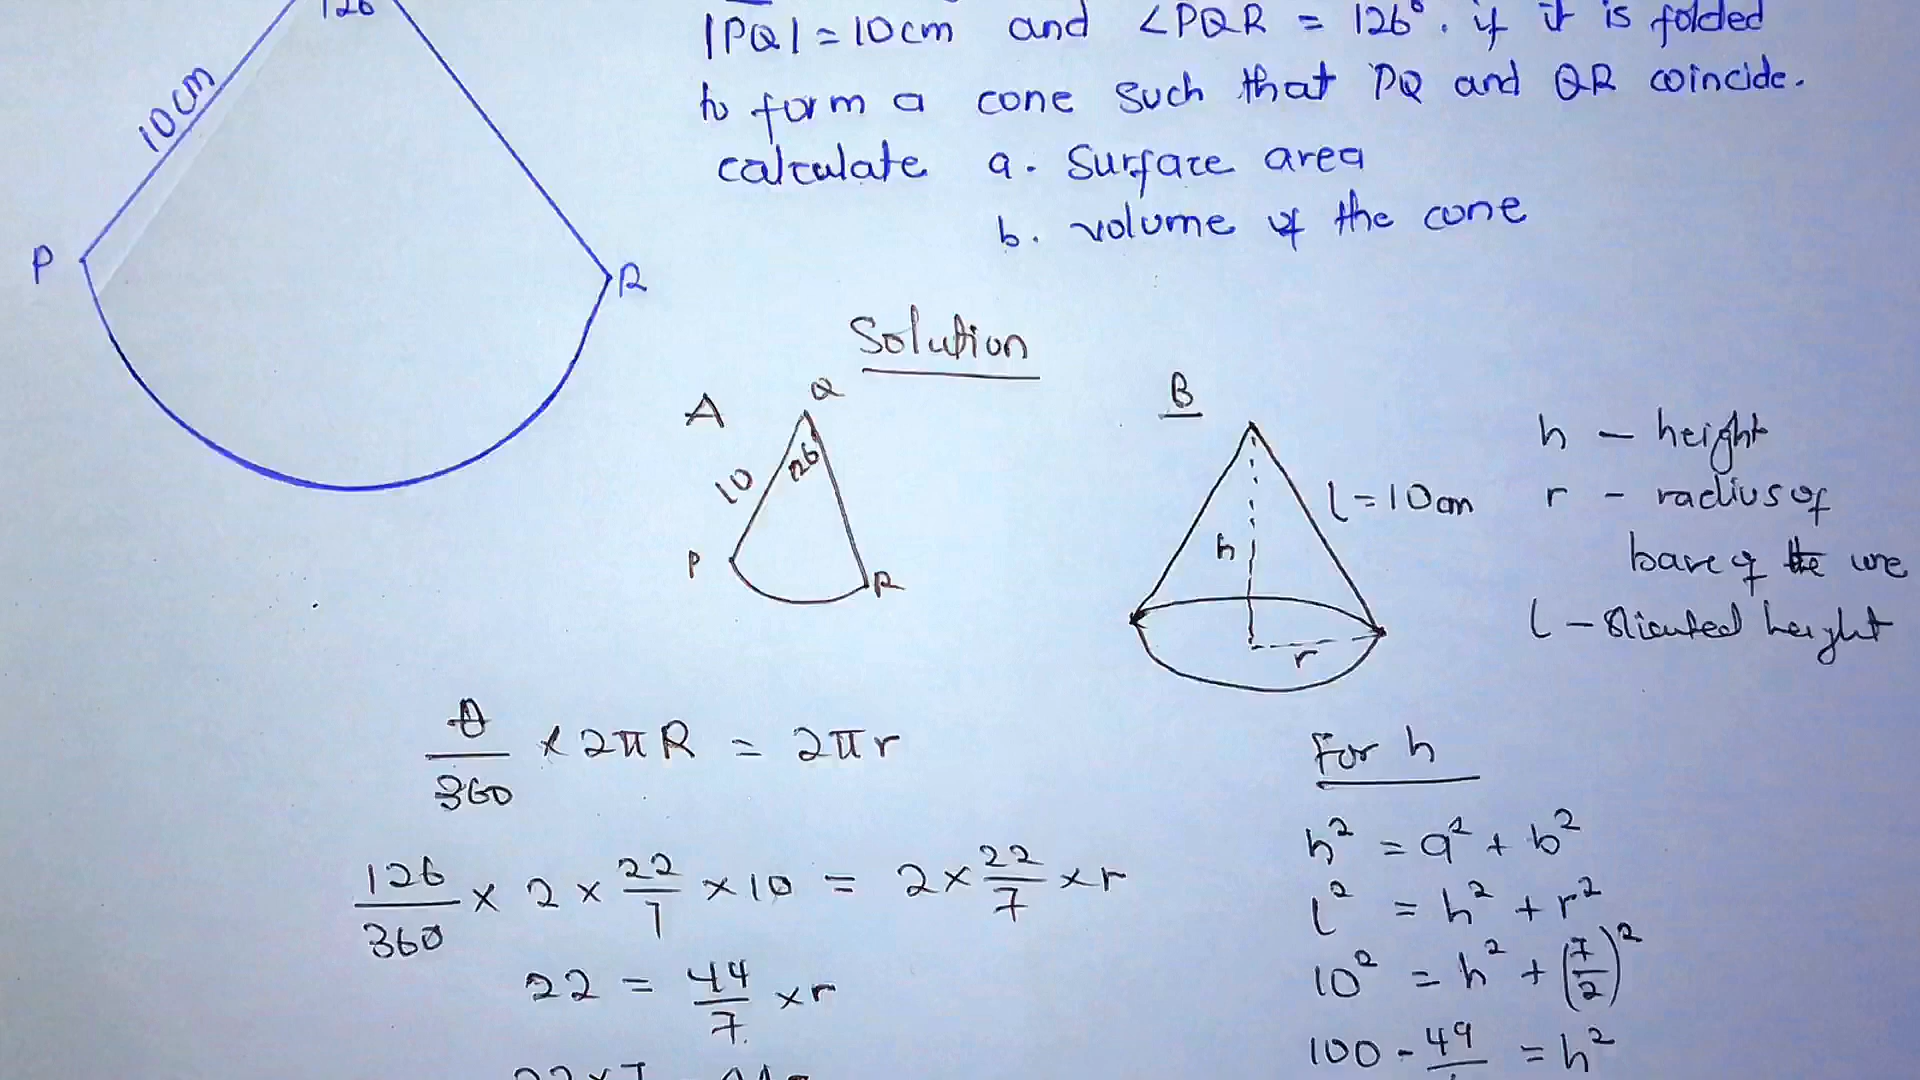 126
10cm
P
R
|PQ| = 10cm and ∠PQR = 126°. if it is folded
to form a cone such that PQ and QR coincide.
calculate a. Surface area
b. volume of the cone
Solution
A
Q
126°
10
P
R
B
l=10cm
h
r
h – height
r – radius of
base of the cone
l – Slanted height
θ/360 × 2πR = 2πr
126/360 × 2 × 22/7 × 10 = 2 × 22/7 × r
22 = 44/7 × r
For h
h² = a² + b²
l² = h² + r²
10² = h² + (7/2)²
100 - 49 = h²